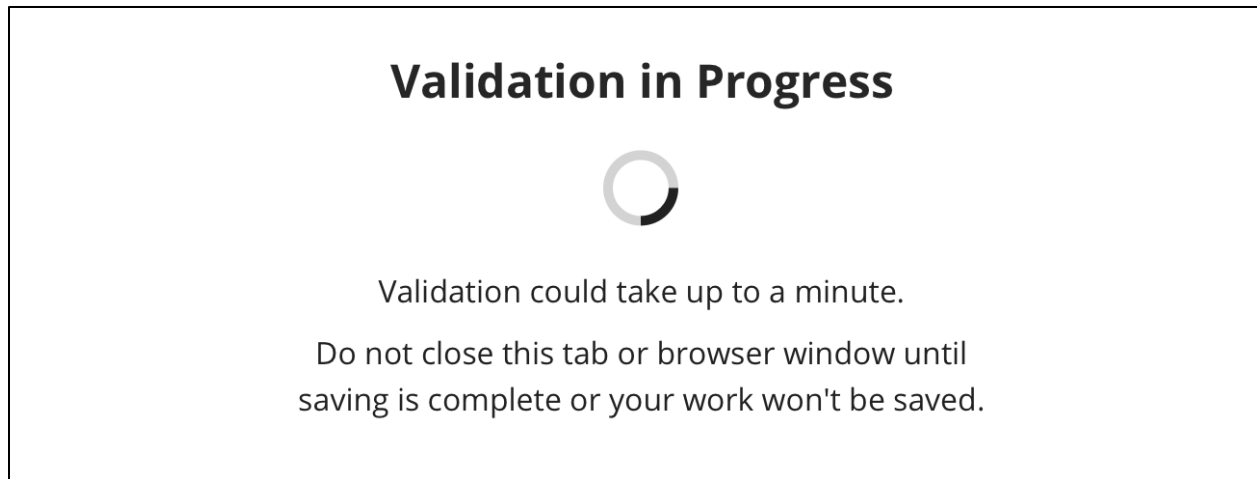 Validation in Progress
Validation could take up to a minute.
Do not close this tab or browser window until
saving is complete or your work won't be saved.